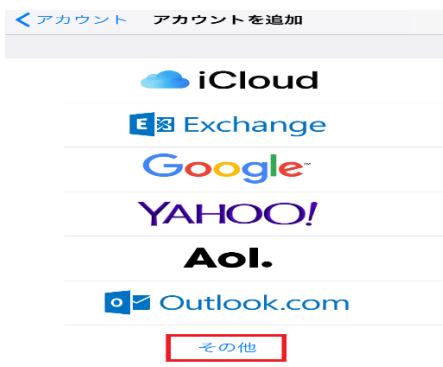 アカウント アカウントを追加
iCloud
E Exchange
Google
YAHOO!
Aol.
o Outlook.com
その他